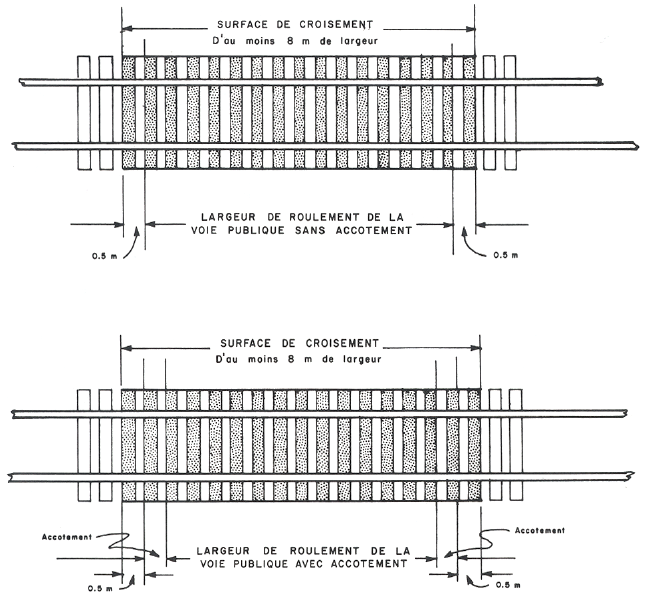 SURFACE DE CROISEMENT
D'au moins 8 m de largeur
LARGEUR DE ROULEMENT DE LA
VOIE PUBLIQUE SANS ACCOTEMENT
0.5 m
0.5 m
SURFACE DE CROISEMENT
D'au moins 8 m de largeur
Accotement
Accotement
LARGEUR DE ROULEMENT DE LA
VOIE PUBLIQUE AVEC ACCOTEMENT
0.5 m
0.5 m